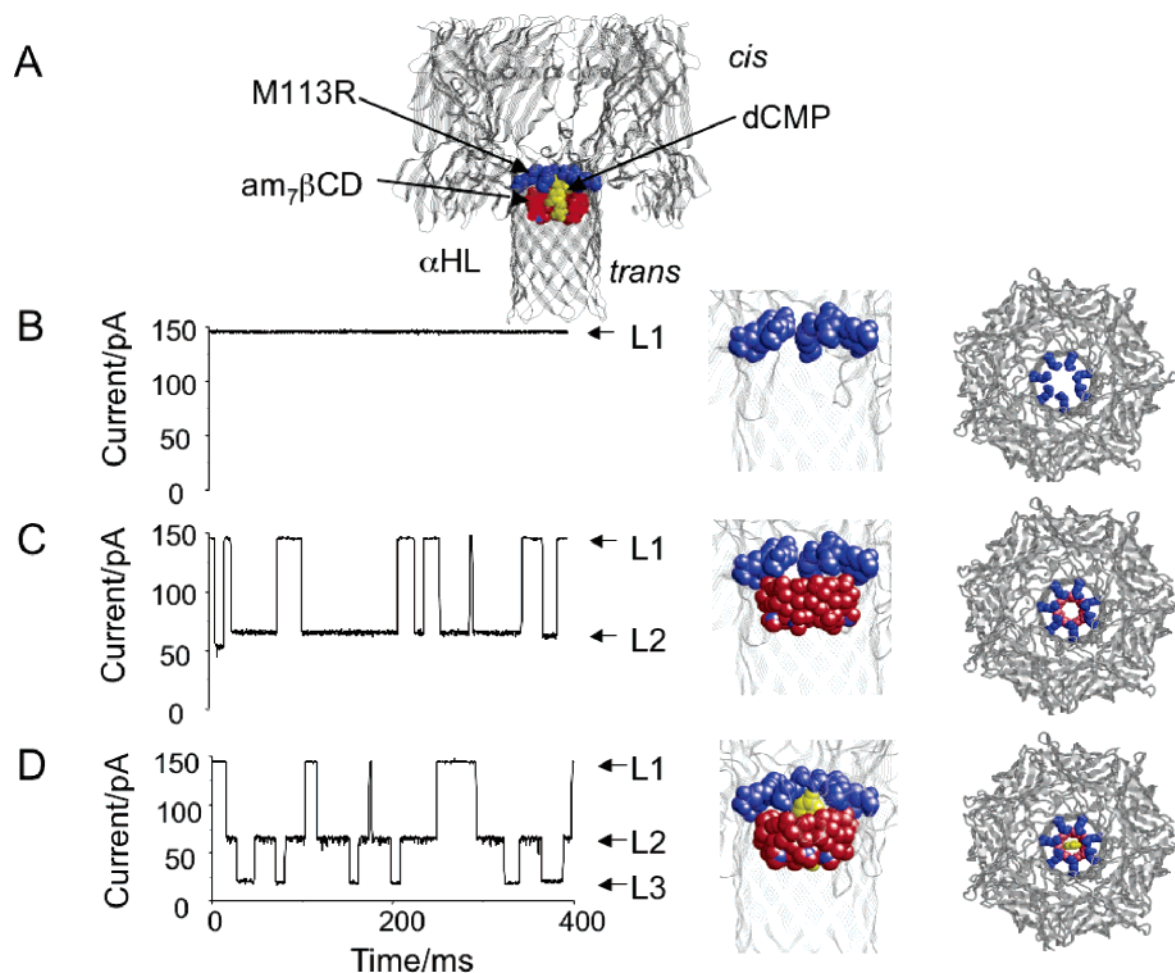 A
cis
M113R
dCMP
am₇βCD
αHL
trans
B
Current/pA
150
100
50
0
L1
C
Current/pA
150
100
50
0
L1
L2
D
Current/pA
150
100
50
0
L1
L2
L3
0
200
400
Time/ms